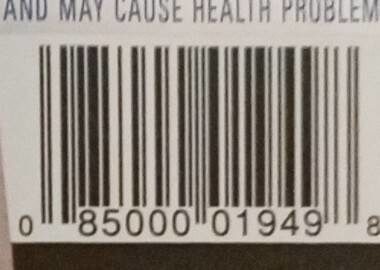 AND MAY CAUSE HEALTH PROBLEM
0 85000 01949 8